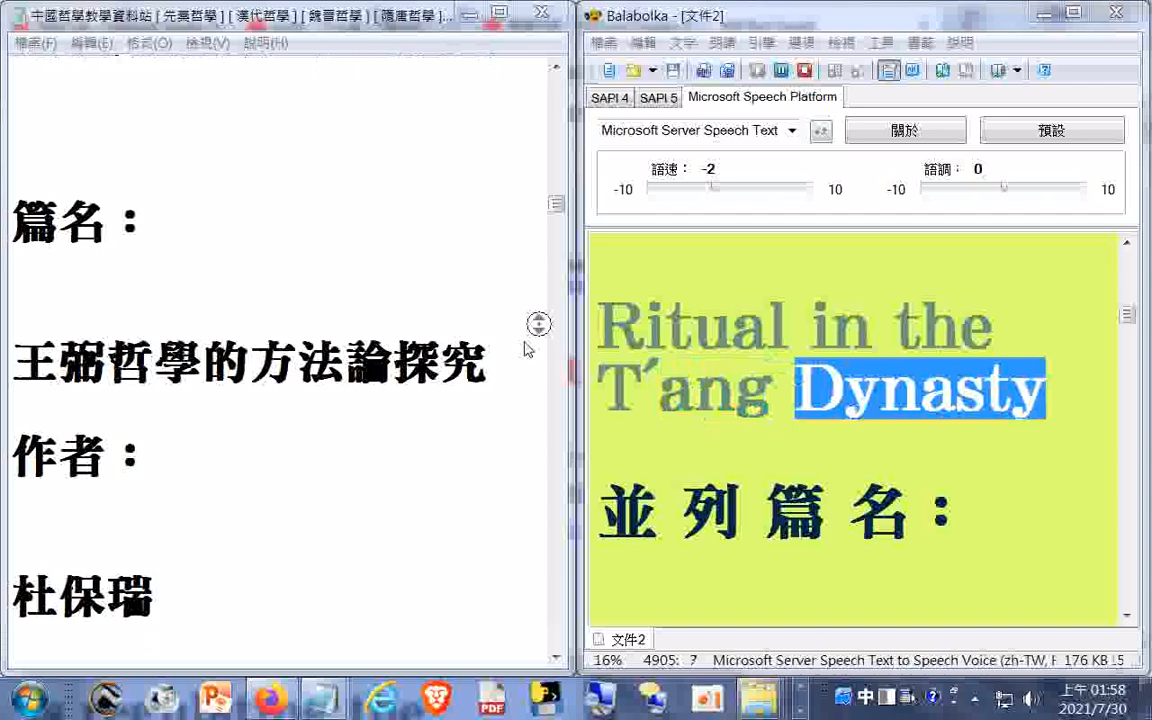 中國哲學教學資料站 [ 先秦哲學 ] [ 漢代哲學 ] [ 魏晉哲學 ] [ 隋唐哲學 ]...
檔案(F) 編輯(E) 格式(O) 檢視(V) 說明(H)
篇名：
王弼哲學的方法論探究
作者：
杜保瑞
Balabolka - [文件2]
檔案 編輯 文字 朗讀 引擎 選項 檢視 工具 書籤 說明
SAPI 4 SAPI 5 Microsoft Speech Platform
Microsoft Server Speech Text 關於 預設
語速： -2 語調： 0
-10 10 -10 10
Ritual in the
T´ang Dynasty
並 列 篇 名：
文件2
16% 4905: 7 Microsoft Server Speech Text to Speech Voice (zh-TW, 176 KB
中 上午 01:58
2021/7/30